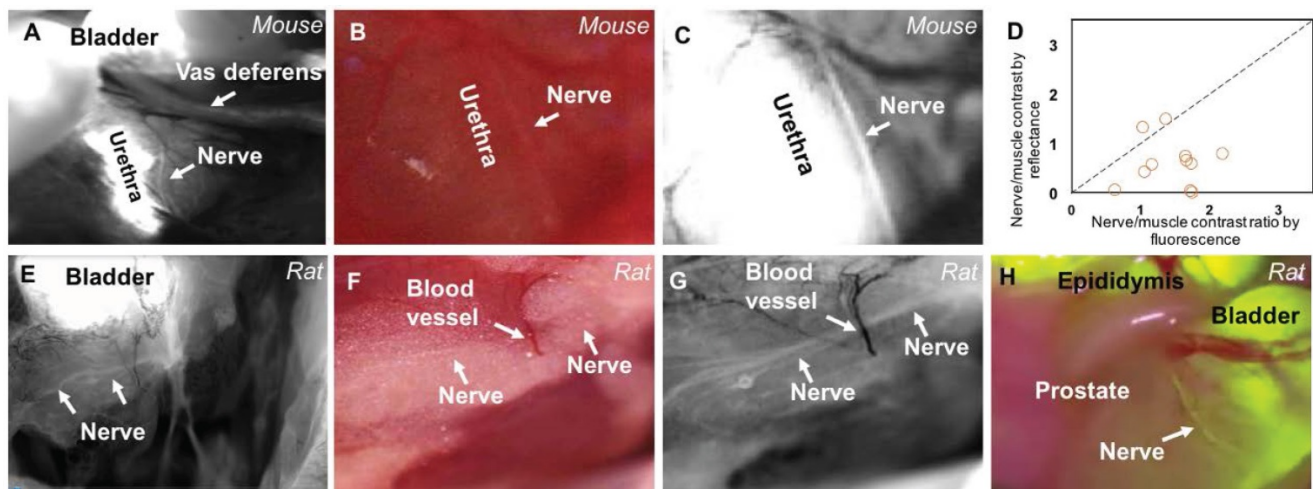 A
Bladder
Mouse
Vas deferens
Urethra
Nerve
B
Mouse
Urethra
Nerve
C
Mouse
Urethra
Nerve
D
3
2
1
0
0
1
2
3
Nerve/muscle contrast by
reflectance
Nerve/muscle contrast ratio by
fluorescence
E
Bladder
Rat
Nerve
F
Rat
Blood
vessel
Nerve
Nerve
G
Rat
Blood
vessel
Nerve
Nerve
H
Rat
Epididymis
Bladder
Prostate
Nerve